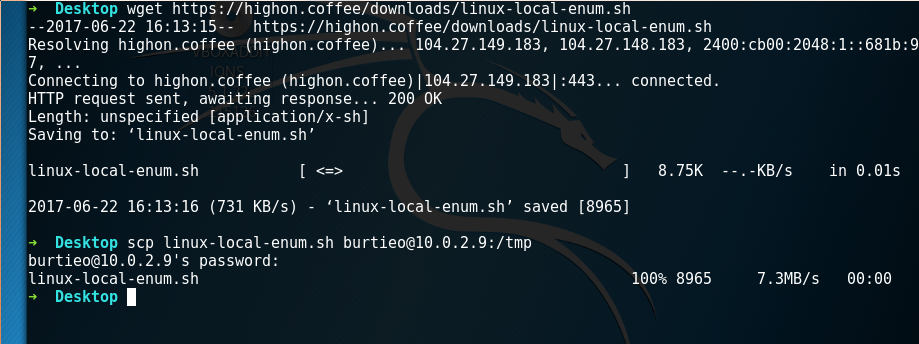 ➜  Desktop wget https://highon.coffee/downloads/linux-local-enum.sh
--2017-06-22 16:13:15--  https://highon.coffee/downloads/linux-local-enum.sh
Resolving highon.coffee (highon.coffee)... 104.27.149.183, 104.27.148.183, 2400:cb00:2048:1::681b:9
7, ...
Connecting to highon.coffee (highon.coffee)|104.27.149.183|:443... connected.
HTTP request sent, awaiting response... 200 OK
Length: unspecified [application/x-sh]
Saving to: ‘linux-local-enum.sh’
linux-local-enum.sh           [ <=>                               ]   8.75K  --.-KB/s    in 0.01s
2017-06-22 16:13:16 (731 KB/s) - ‘linux-local-enum.sh’ saved [8965]
➜  Desktop scp linux-local-enum.sh burtieo@10.0.2.9:/tmp
burtieo@10.0.2.9's password:
linux-local-enum.sh                                                100% 8965     7.3MB/s   00:00
➜  Desktop